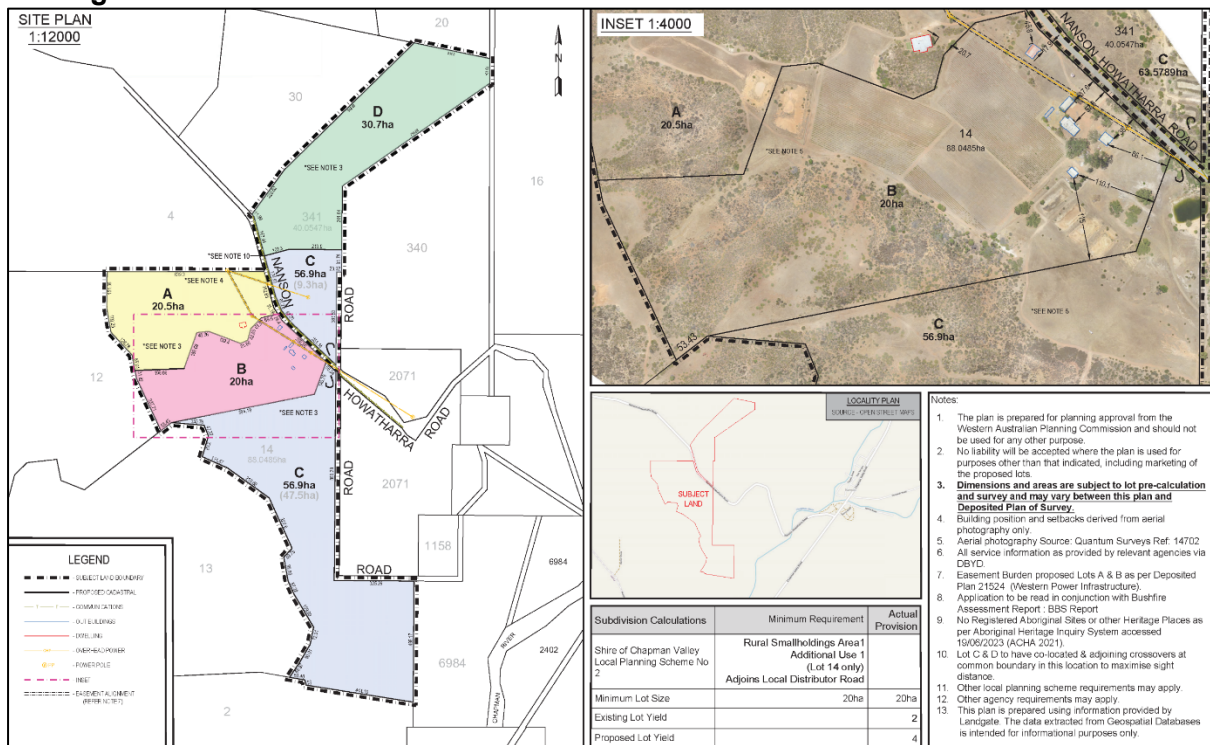 SITE PLAN
1:12000
N
20
30
D
30.7ha
*SEE NOTE 3
16
4
341
40.0547ha
340
*SEE NOTE 10
C
56.9ha
(9.3ha)
NANSON
ROAD
*SEE NOTE 4
A
20.5ha
*SEE NOTE 3
B
20ha
12
2071
HOWATHARRA
ROAD
*SEE NOTE 3
14
88.0485ha
C
56.9ha
(47.5ha)
ROAD
2071
1158
6984
ROAD
13
6984
2402
RIVER
CHAPMAN
2
LEGEND
- SUBJECT LAND BOUNDARY
- PROPOSED CADASTRAL
- COMMUNICATIONS
- OUT BUILDINGS
- DWELLING
- OVERHEAD POWER
- POWER POLE
- INSET
- EASEMENT ALIGNMENT
(REFER NOTE 7)
INSET 1:4000
NANSON HOWATHARRA ROAD
341
40.0547ha
C
63.5789ha
A
20.5ha
20.7
*SEE NOTE 5
14
88.0485ha
86.1
110.1
115
B
20ha
*SEE NOTE 5
C
56.9ha
53.43
LOCALITY PLAN
SOURCE - OPEN STREET MAPS
SUBJECT
LAND
Subdivision Calculations
Minimum Requirement
Actual
Provision
Shire of Chapman Valley
Local Planning Scheme No
2
Rural Smallholdings Area1
Additional Use 1
(Lot 14 only)
Adjoins Local Distributor Road
Minimum Lot Size
20ha
20ha
Existing Lot Yield
2
Proposed Lot Yield
4
Notes:
1. The plan is prepared for planning approval from the
Western Australian Planning Commission and should not
be used for any other purpose.
2. No liability will be accepted where the plan is used for
purposes other than that indicated, including marketing of
the proposed lots.
3. Dimensions and areas are subject to lot pre-calculation
and survey and may vary between this plan and
Deposited Plan of Survey.
4. Building position and setbacks derived from aerial
photography only.
5. Aerial photography Source: Quantum Surveys Ref: 14702
6. All service information as provided by relevant agencies via
DBYD.
7. Easement Burden proposed Lots A & B as per Deposited
Plan 21524 (Western Power Infrastructure).
8. Application to be read in conjunction with Bushfire
Assessment Report : BBS Report
9. No Registered Aboriginal Sites or other Heritage Places as
per Aboriginal Heritage Inquiry System accessed
19/06/2023 (ACHA 2021).
10. Lot C & D to have co-located & adjoining crossovers at
common boundary in this location to maximise sight
distance.
11. Other local planning scheme requirements may apply.
12. Other agency requirements may apply.
13. This plan is prepared using information provided by
Landgate. The data extracted from Geospatial Databases
is intended for informational purposes only.